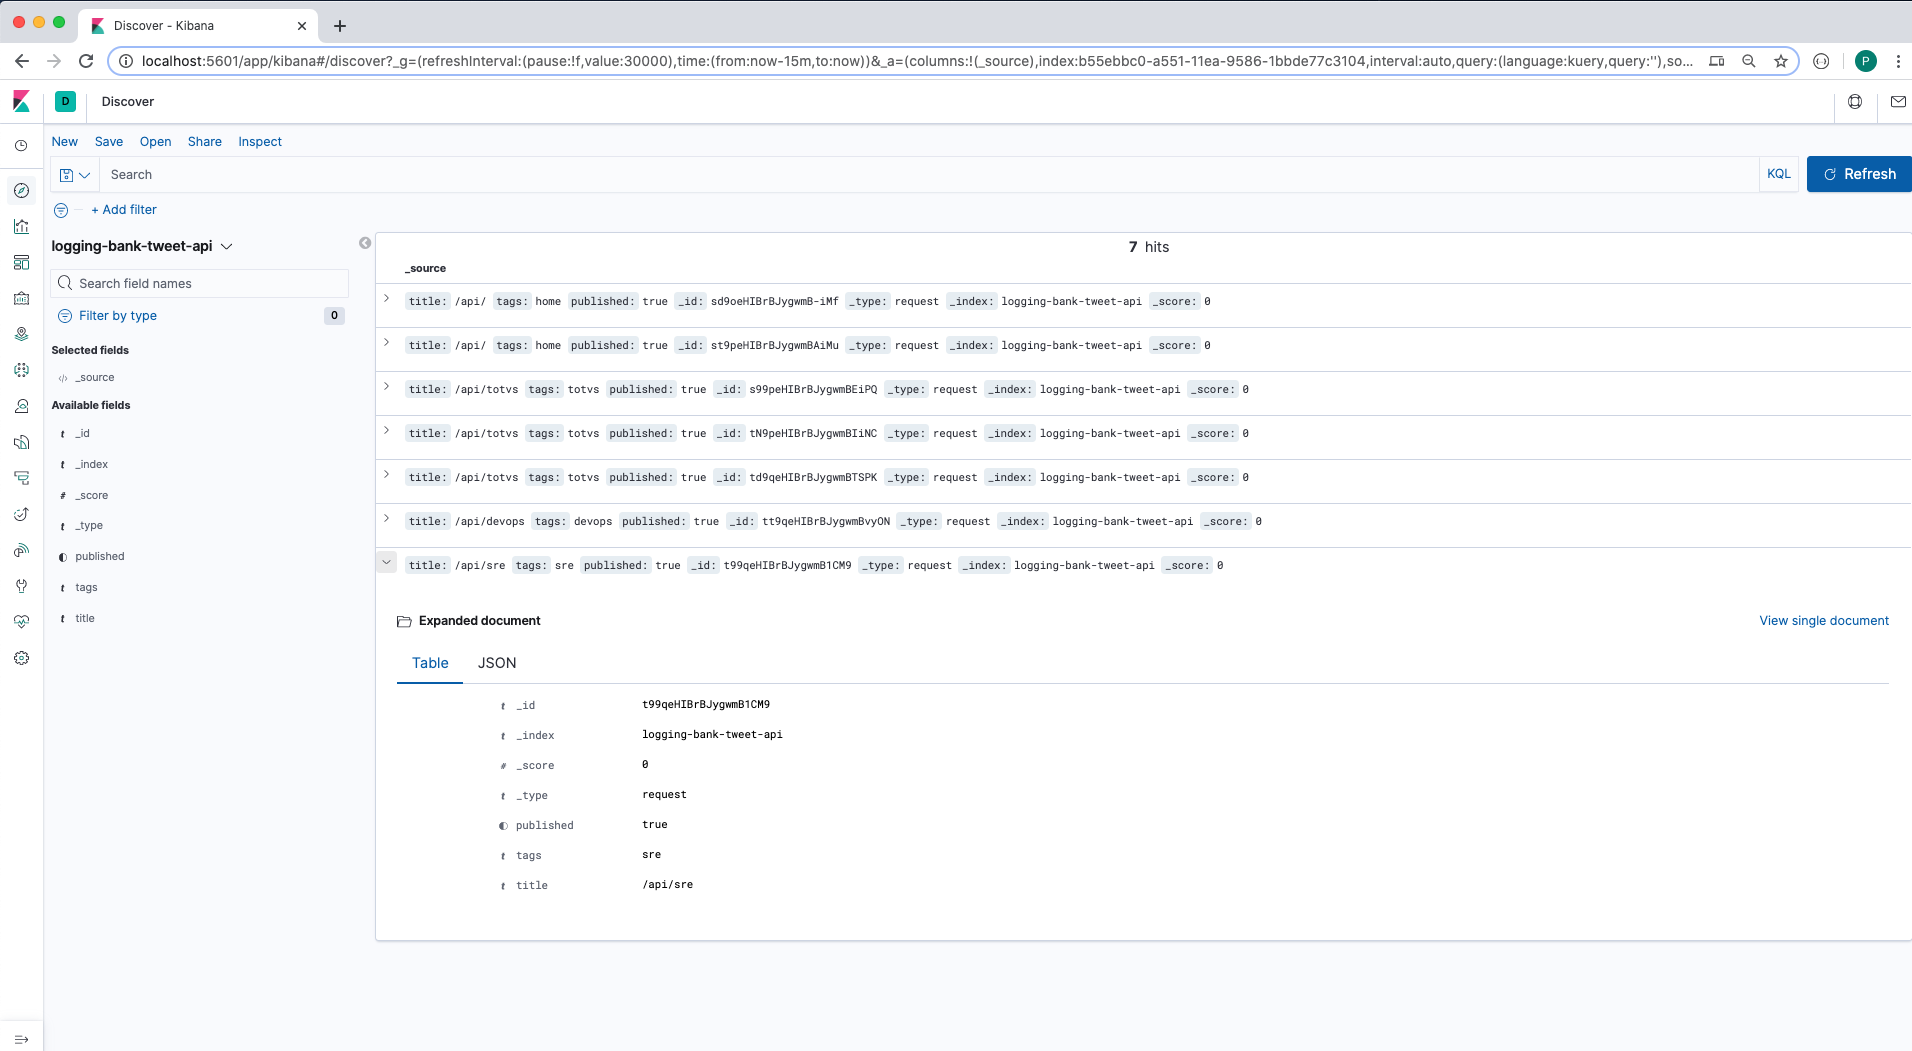 Discover - Kibana
localhost:5601/app/kibana#/discover?_g=(refreshInterval:(pause:!f,value:30000),time:(from:now-15m,to:now))&_a=(columns:!(_source),index:b55ebbc0-a551-11ea-9586-1bbde77c3104,interval:auto,query:(language:kuery,query:''),so...
P
D
Discover
New Save Open Share Inspect
Search
KQL
Refresh
+ Add filter
logging-bank-tweet-api
Search field names
Filter by type 0
Selected fields
_source
Available fields
t _id
t _index
# _score
t _type
published
t tags
t title
7 hits
_source
title: /api/ tags: home published: true _id: sd9oeHIBrBJygwmB-iMf _type: request _index: logging-bank-tweet-api _score: 0
title: /api/ tags: home published: true _id: st9peHIBrBJygwmBAiMu _type: request _index: logging-bank-tweet-api _score: 0
title: /api/totvs tags: totvs published: true _id: s99peHIBrBJygwmBEiPQ _type: request _index: logging-bank-tweet-api _score: 0
title: /api/totvs tags: totvs published: true _id: tN9peHIBrBJygwmBIiNC _type: request _index: logging-bank-tweet-api _score: 0
title: /api/totvs tags: totvs published: true _id: td9qeHIBrBJygwmBTSPK _type: request _index: logging-bank-tweet-api _score: 0
title: /api/devops tags: devops published: true _id: tt9qeHIBrBJygwmBvyON _type: request _index: logging-bank-tweet-api _score: 0
title: /api/sre tags: sre published: true _id: t99qeHIBrBJygwmB1CM9 _type: request _index: logging-bank-tweet-api _score: 0
Expanded document
View single document
Table JSON
t _id t99qeHIBrBJygwmB1CM9
t _index logging-bank-tweet-api
# _score 0
t _type request
published true
t tags sre
t title /api/sre